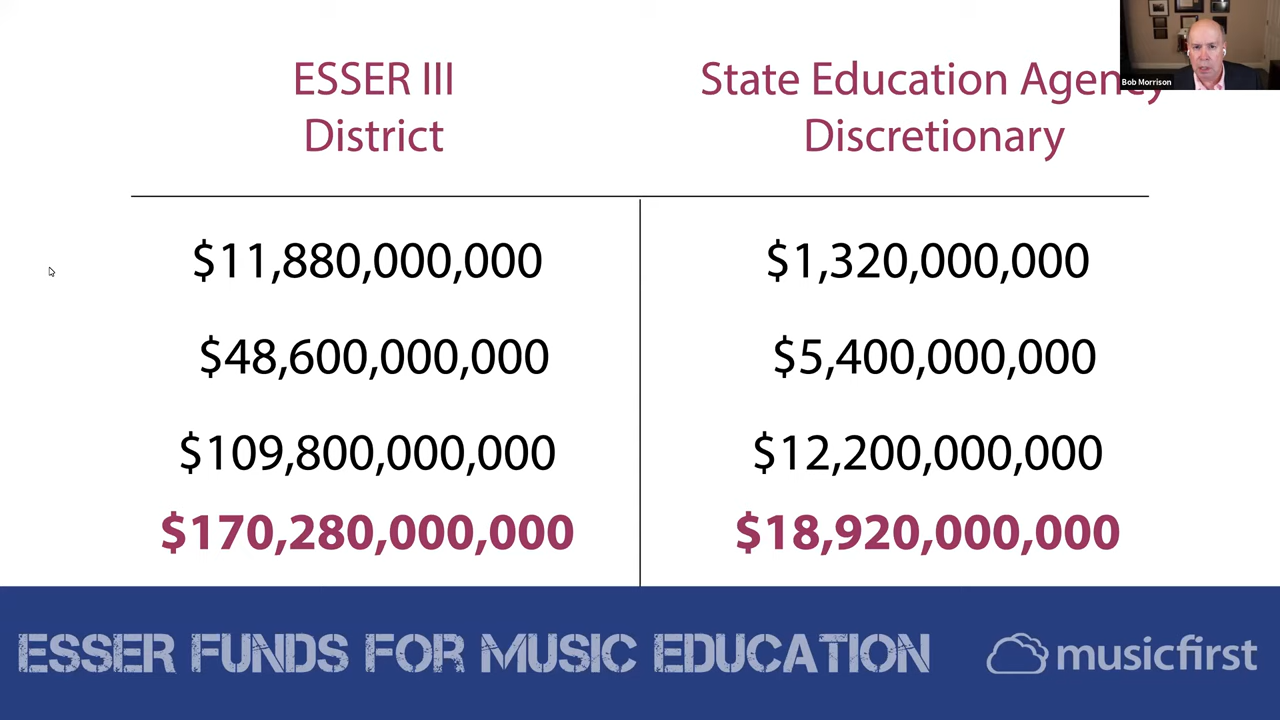 ESSER III
District
State Education Agency
Discretionary
Bob Morrison
$11,880,000,000
$1,320,000,000
$48,600,000,000
$5,400,000,000
$109,800,000,000
$12,200,000,000
$170,280,000,000
$18,920,000,000
ESSER FUNDS FOR MUSIC EDUCATION
musicfirst